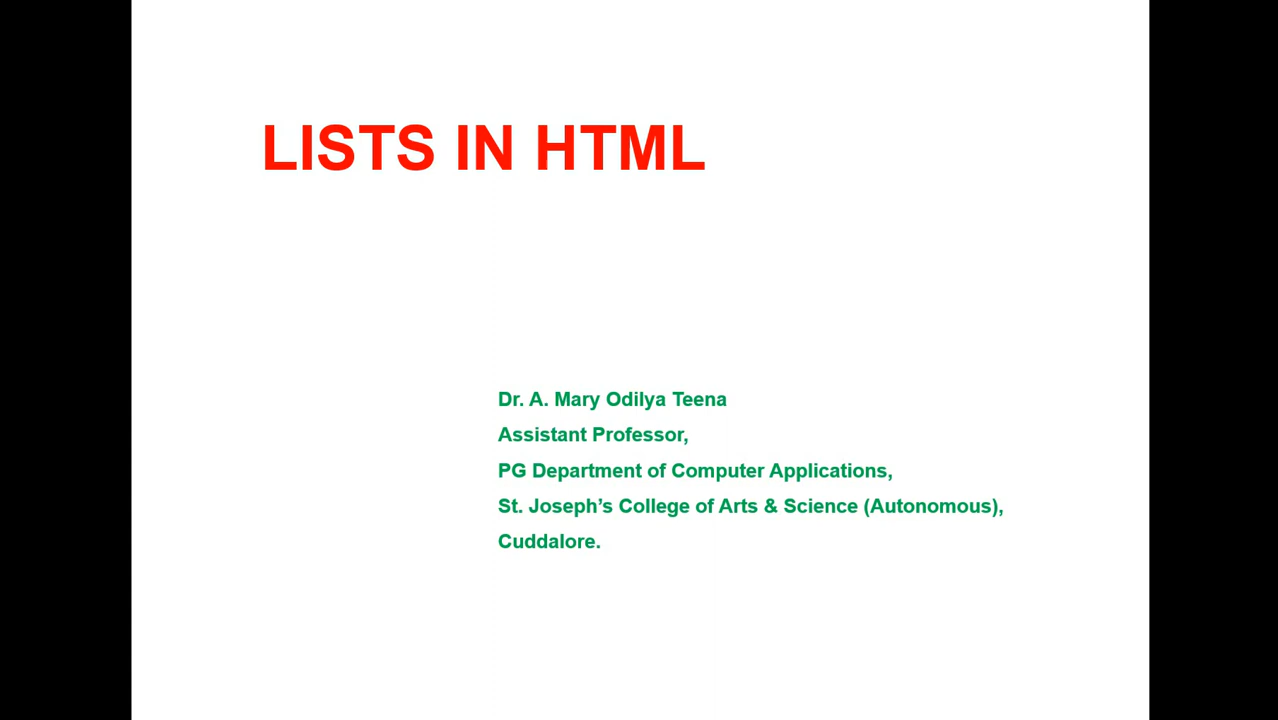 LISTS IN HTML
Dr. A. Mary Odilya Teena
Assistant Professor,
PG Department of Computer Applications,
St. Joseph’s College of Arts & Science (Autonomous),
Cuddalore.